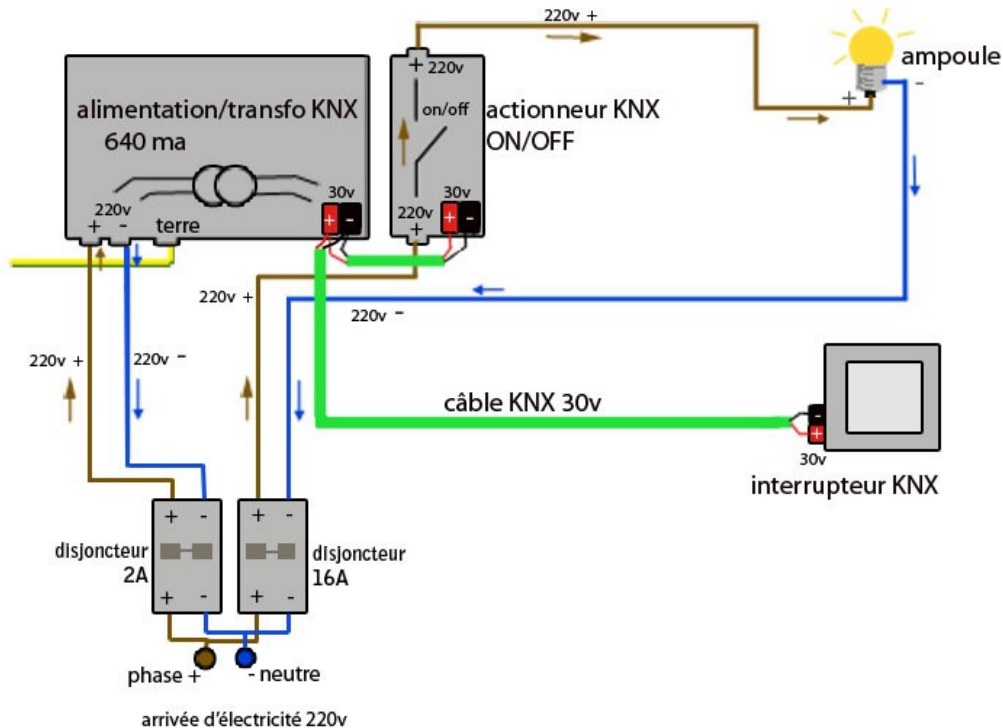 220v +
ampoule
+
-
alimentation/transfo KNX
640 ma
30v
+ -
220v
+ -
terre
+
220v
on/off
30v
+ -
220v
+
actionneur KNX
ON/OFF
220v +
220v -
220v +
220v -
câble KNX 30v
-
+
30v
interrupteur KNX
+ -
disjoncteur
2A
+ -
+ -
disjoncteur
16A
+ -
phase +
- neutre
arrivée d'électricité 220v